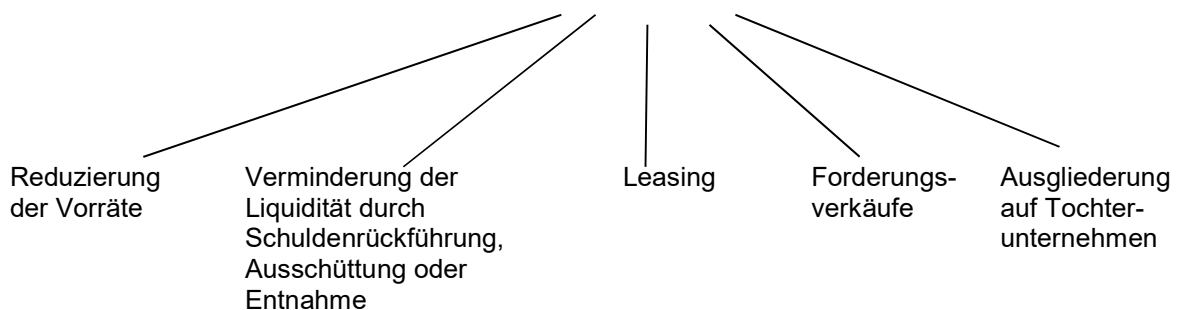 Reduzierung
der Vorräte
Verminderung der
Liquidität durch
Schuldenrückführung,
Ausschüttung oder
Entnahme
Leasing
Forderungs-
verkäufe
Ausgliederung
auf Tochter-
unternehmen